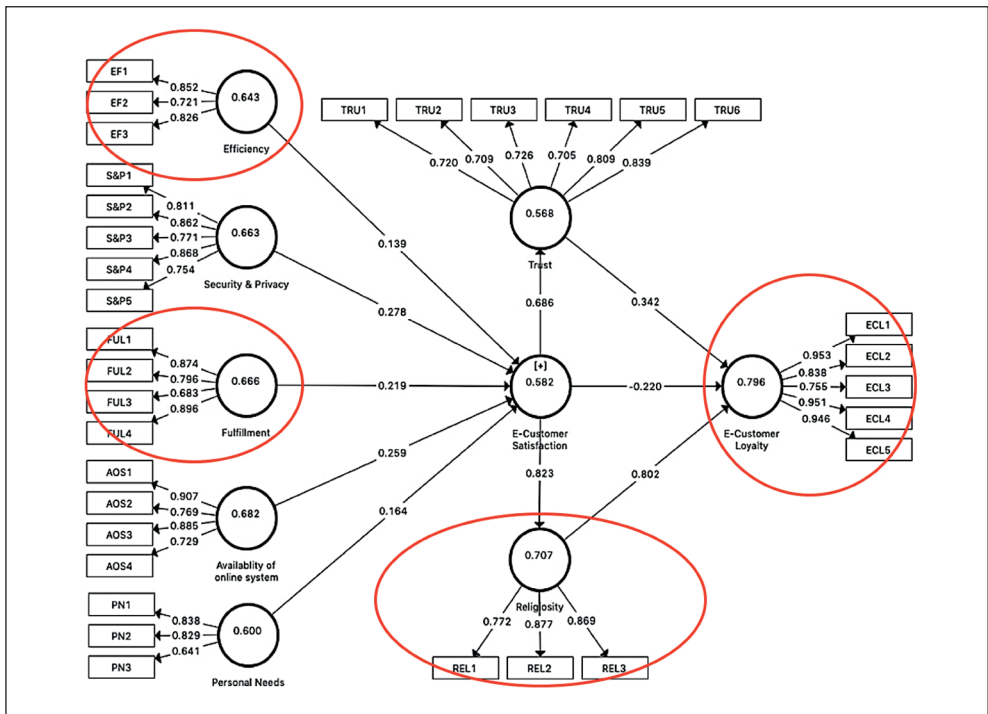 EF1
EF2
EF3
0.852
0.721
0.826
0.643
Efficiency
S&P1
S&P2
S&P3
S&P4
S&P5
0.811
0.862
0.771
0.868
0.754
0.663
Security & Privacy
FUL1
FUL2
FUL3
FUL4
0.874
0.796
0.683
0.896
0.666
Fulfillment
AOS1
AOS2
AOS3
AOS4
0.907
0.769
0.885
0.729
0.682
Availablity of
online system
PN1
PN2
PN3
0.838
0.829
0.641
0.600
Personal Needs
0.139
0.278
0.219
0.259
0.164
TRU1
TRU2
TRU3
TRU4
TRU5
TRU6
0.720
0.709
0.726
0.705
0.809
0.839
0.568
Trust
0.686
[+]
0.582
E-Customer
Satisfaction
0.823
0.707
Religiosity
0.772
0.877
0.869
REL1
REL2
REL3
0.342
-0.220
0.802
0.796
E-Customer
Loyalty
0.953
0.838
0.755
0.951
0.946
ECL1
ECL2
ECL3
ECL4
ECL5